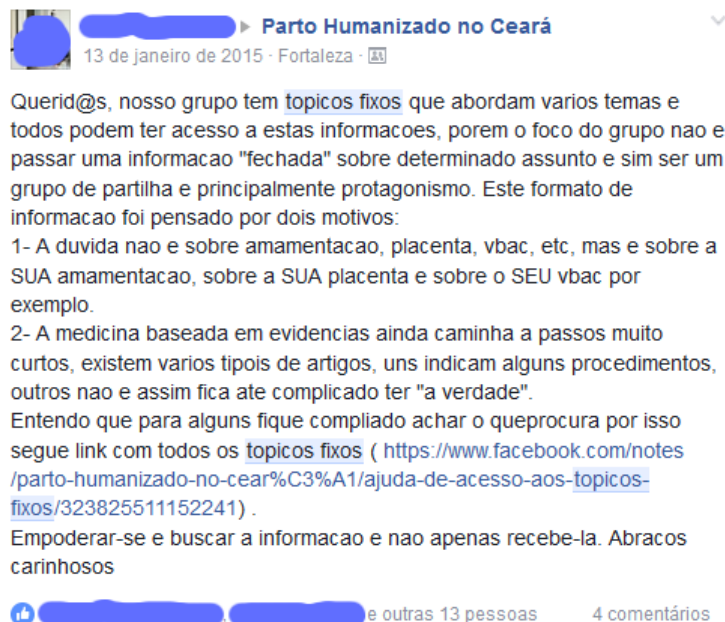 Parto Humanizado no Ceará
13 de janeiro de 2015 · Fortaleza ·
Querid@s, nosso grupo tem topicos fixos que abordam varios temas e
todos podem ter acesso a estas informacoes, porem o foco do grupo nao e
passar uma informacao "fechada" sobre determinado assunto e sim ser um
grupo de partilha e principalmente protagonismo. Este formato de
informacao foi pensado por dois motivos:
1- A duvida nao e sobre amamentacao, placenta, vbac, etc, mas e sobre a
SUA amamentacao, sobre a SUA placenta e sobre o SEU vbac por
exemplo.
2- A medicina baseada em evidencias ainda caminha a passos muito
curtos, existem varios tipois de artigos, uns indicam alguns procedimentos,
outros nao e assim fica ate complicado ter "a verdade".
Entendo que para alguns fique compliado achar o queprocura por isso
segue link com todos os topicos fixos ( https://www.facebook.com/notes
/parto-humanizado-no-cear%C3%A1/ajuda-de-acesso-aos-topicos-
fixos/323825511152241) .
Empoderar-se e buscar a informacao e nao apenas recebe-la. Abracos
carinhosos
, e outras 13 pessoas 4 comentários